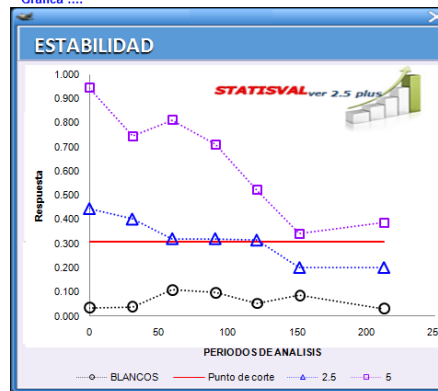 Gráfica ....
ESTABILIDAD
STATISVAL ver 2.5 plus
1.000
0.900
0.800
0.700
0.600
0.500
0.400
0.300
0.200
0.100
0.000
Respuesta
0 50 100 150 200
PERIODOS DE ANALISIS
BLANCOS Punto de corte 2.5 5